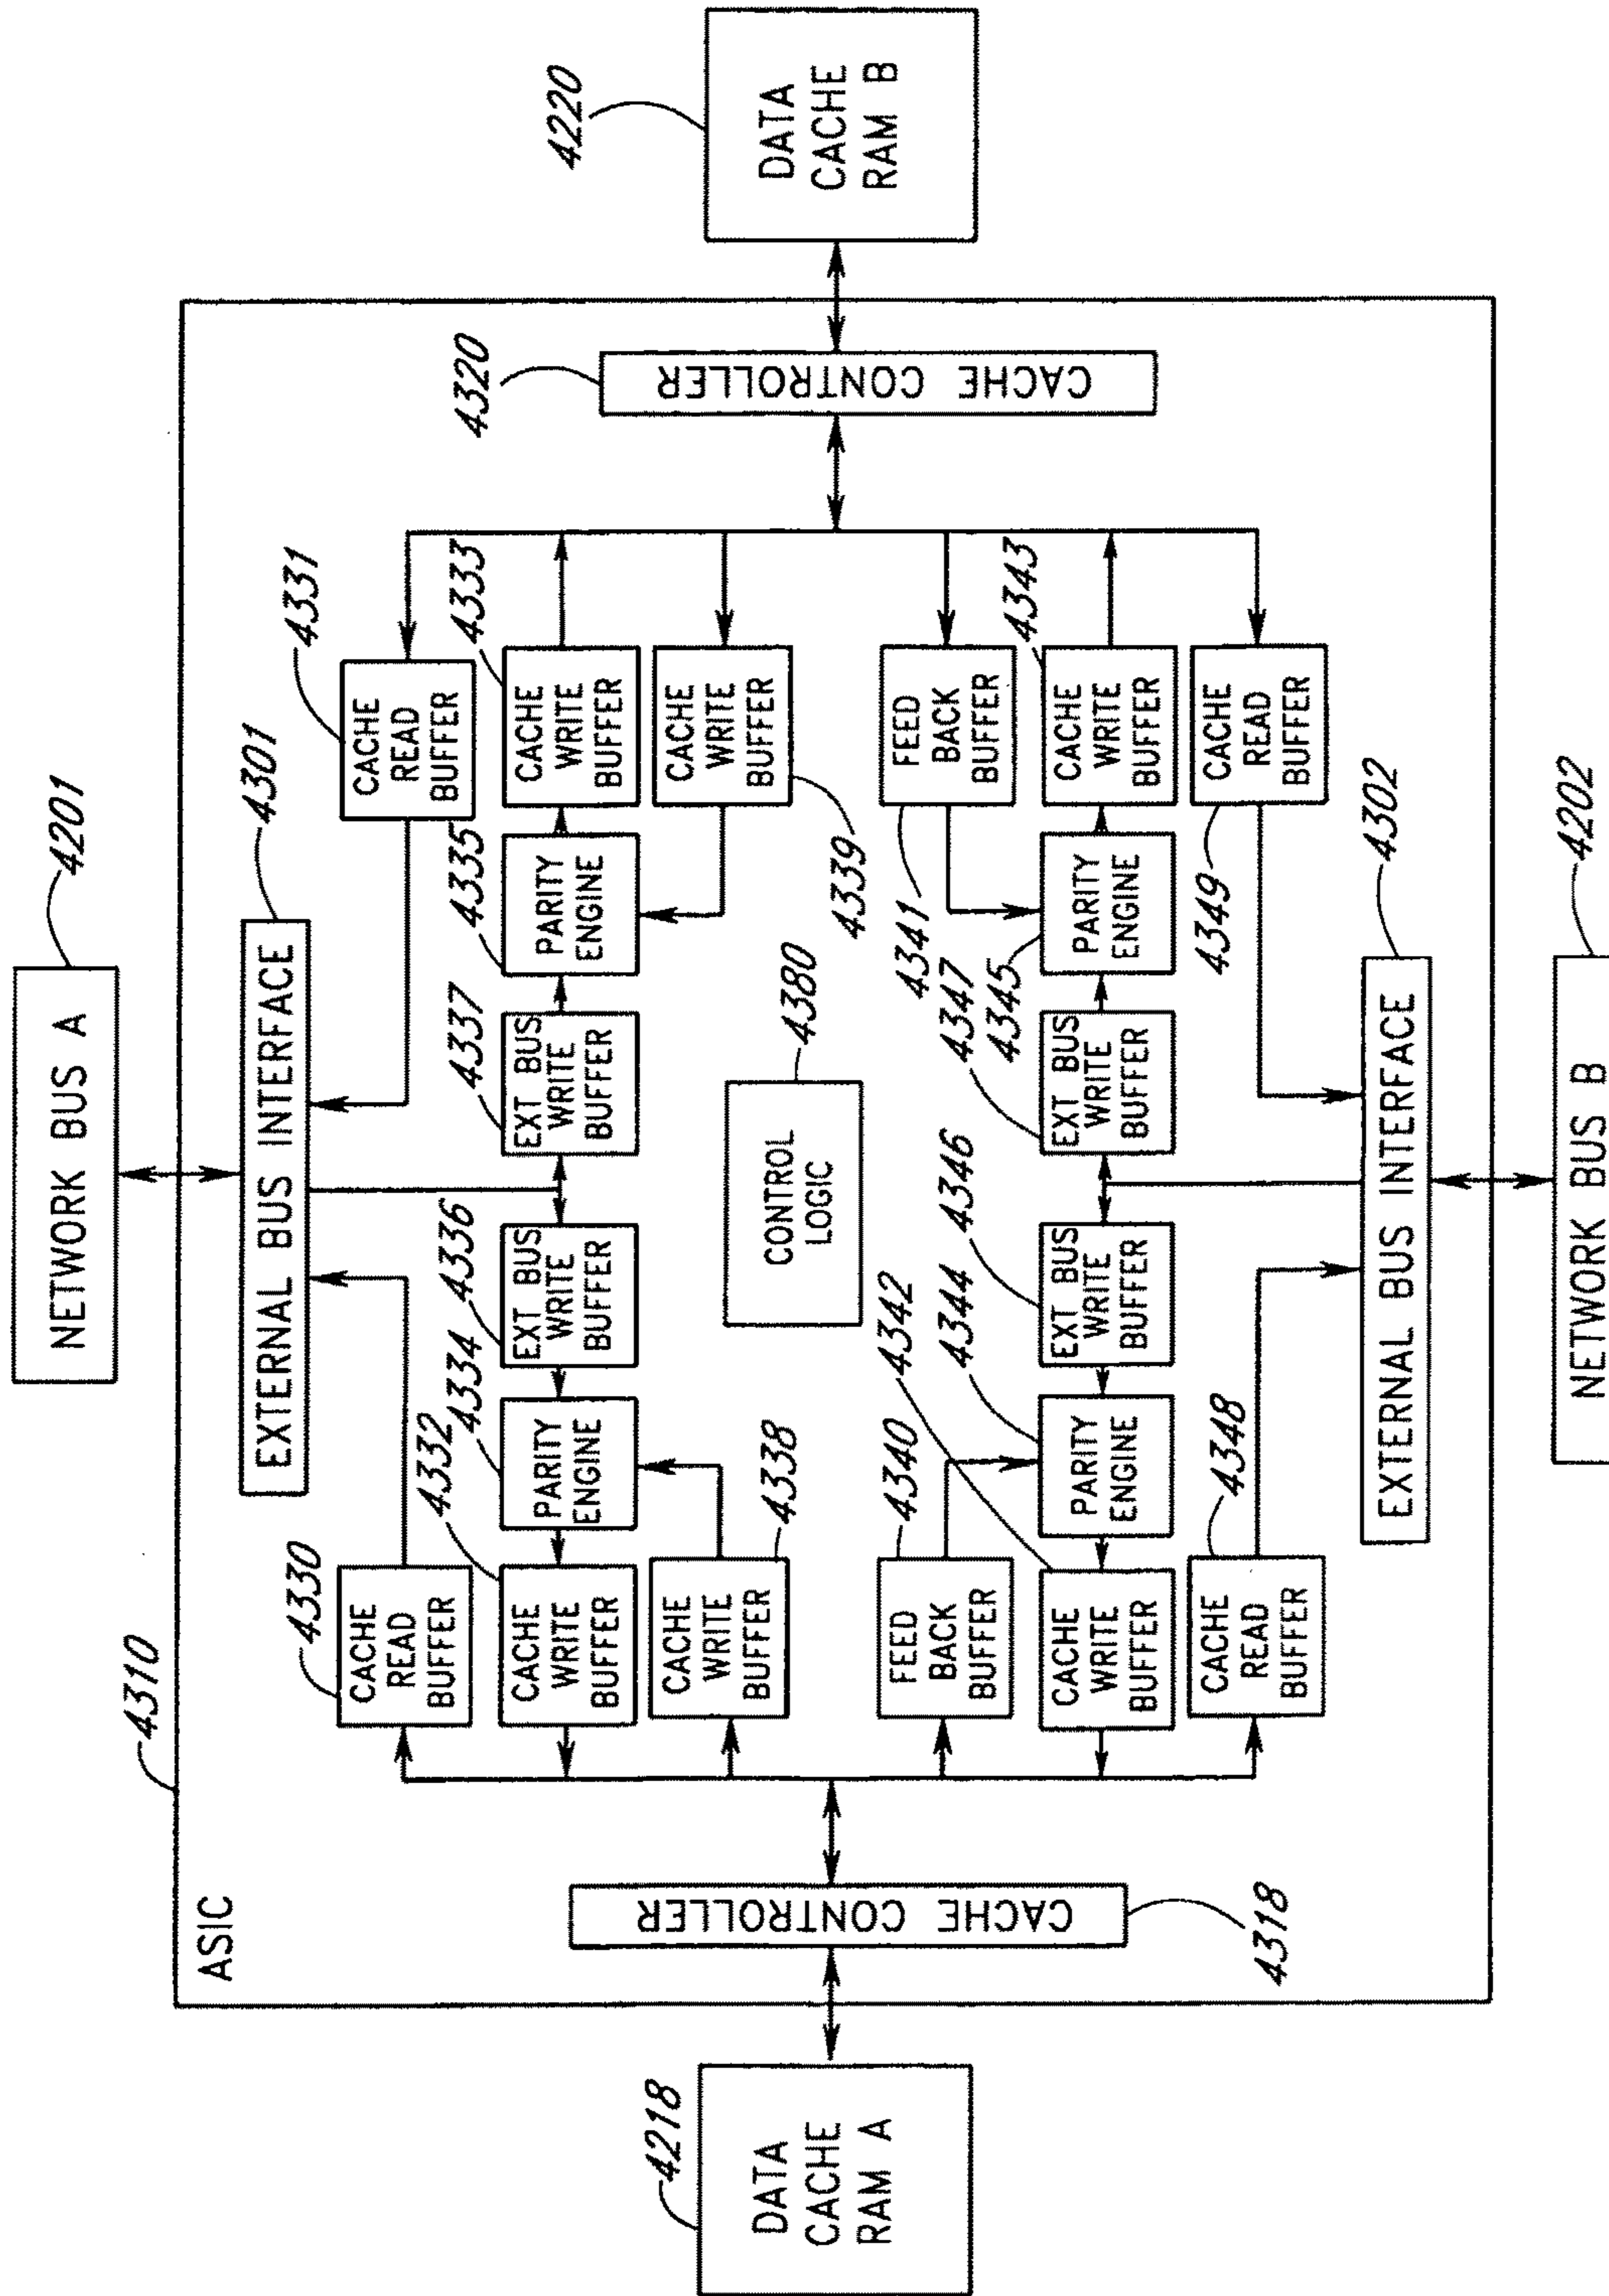 4201
NETWORK BUS A
4310
ASIC
4301
EXTERNAL BUS INTERFACE
4330
CACHE
READ
BUFFER
4331
CACHE
READ
BUFFER
4332
CACHE
WRITE
BUFFER
4334
PARITY
ENGINE
4336
EXT BUS
WRITE
BUFFER
4337
EXT BUS
WRITE
BUFFER
4335
PARITY
ENGINE
4333
CACHE
WRITE
BUFFER
CACHE
WRITE
BUFFER
4338
CACHE
WRITE
BUFFER
4339
4218
DATA
CACHE
RAM A
CACHE CONTROLLER
4318
CONTROL
LOGIC
4380
4320
CACHE CONTROLLER
4220
DATA
CACHE
RAM B
FEED
BACK
BUFFER
4340
4341
FEED
BACK
BUFFER
4342
CACHE
WRITE
BUFFER
4344
PARITY
ENGINE
4346
EXT BUS
WRITE
BUFFER
4347
EXT BUS
WRITE
BUFFER
4345
PARITY
ENGINE
4343
CACHE
WRITE
BUFFER
CACHE
READ
BUFFER
4348
4349
CACHE
READ
BUFFER
EXTERNAL BUS INTERFACE
4302
NETWORK BUS B
4202